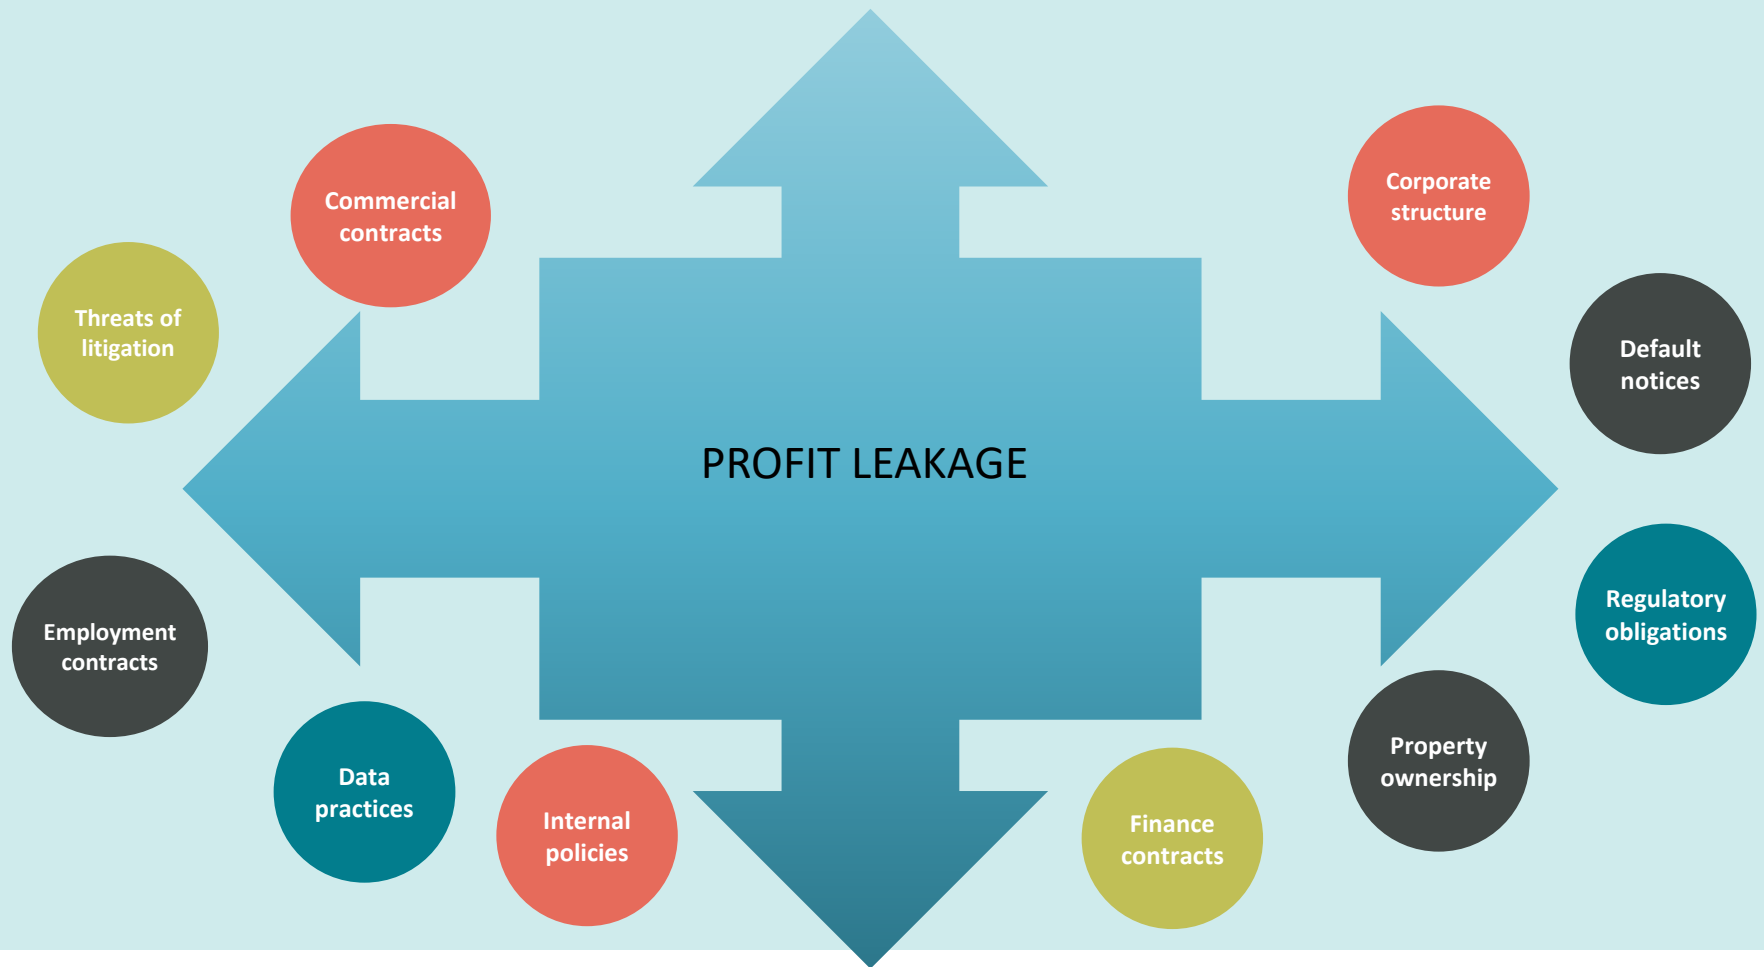 Commercial
contracts
Corporate
structure
Threats of
litigation
Default
notices
PROFIT LEAKAGE
Employment
contracts
Regulatory
obligations
Data
practices
Internal
policies
Finance
contracts
Property
ownership